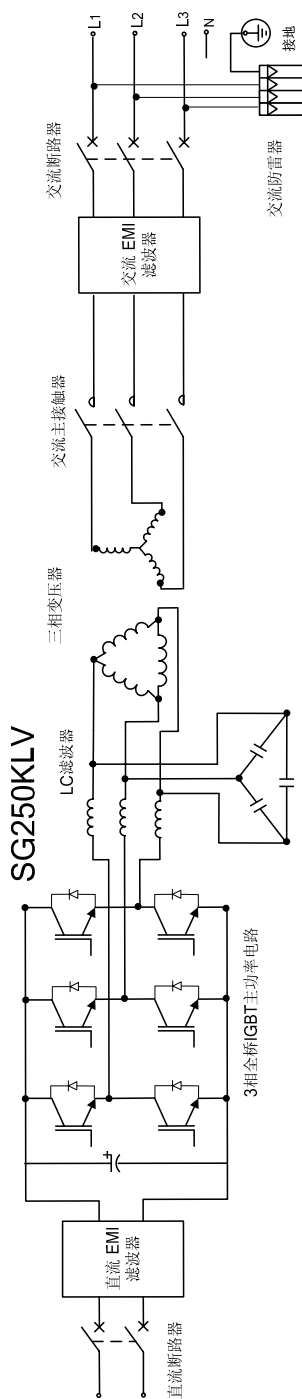 SG250KLV
直流断路器
直流 EMI
滤波器
3相全桥IGBT主功率电路
LC滤波器
三相变压器
交流主接触器
交流 EMI
滤波器
交流断路器
L1
L2
L3
N
交流防雷器
接地
+